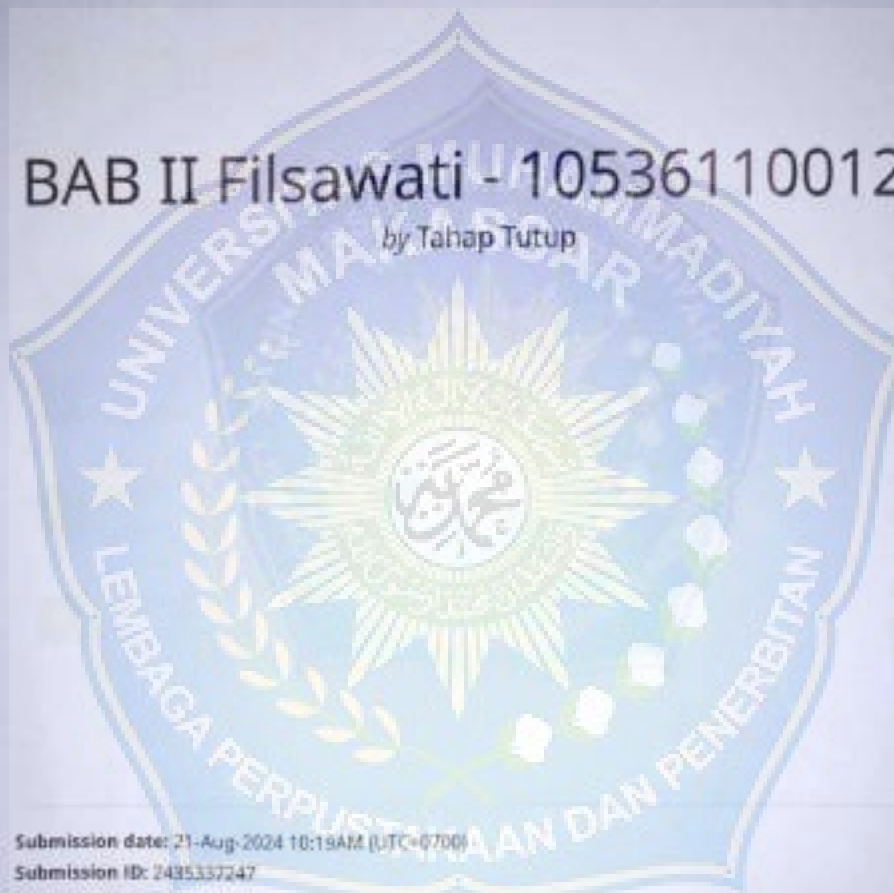 BAB II Filsawati - 10536110012
by Tahap Tutup
UNIVERSITAS MUHAMMADIYAH
MAKASSAR
محمدية
LEMBAGA PERPUSTAKAAN DAN PENERBITAN
Submission date: 21-Aug-2024 10:19AM (UTC+0700)
Submission ID: 2435337247